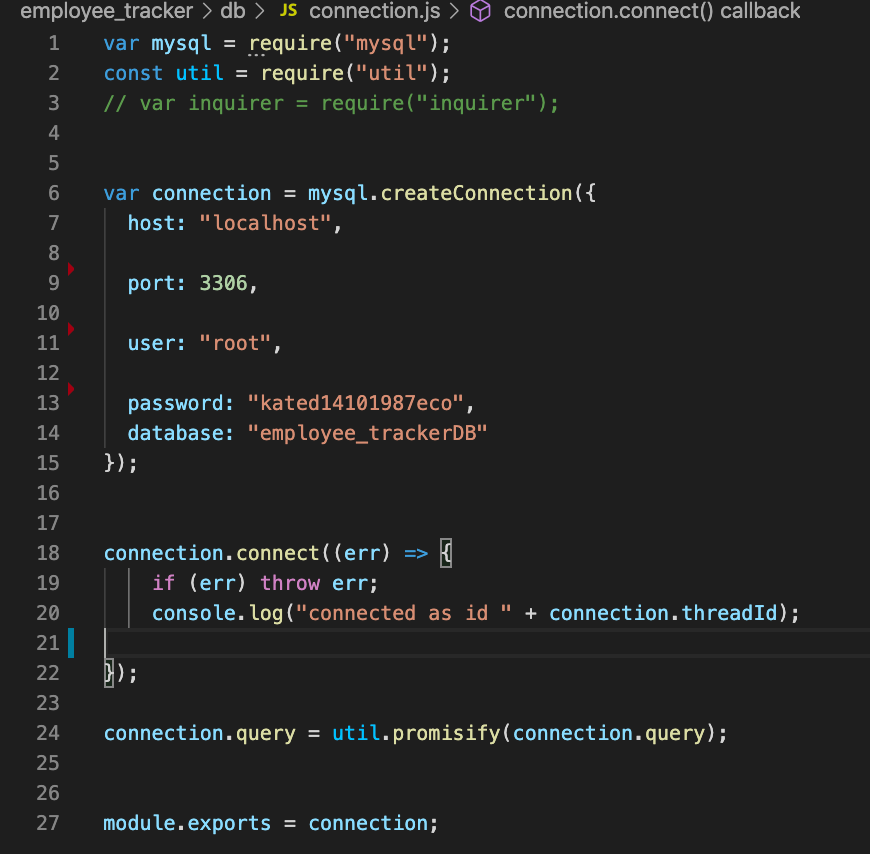 employee_tracker > db > JS connection.js > connection.connect() callback
1 var mysql = require("mysql");
2 const util = require("util");
3 // var inquirer = require("inquirer");
4
5
6 var connection = mysql.createConnection({
7   host: "localhost",
8
9   port: 3306,
10
11   user: "root",
12
13   password: "kated14101987eco",
14   database: "employee_trackerDB"
15 });
16
17
18 connection.connect((err) => {
19     if (err) throw err;
20     console.log("connected as id " + connection.threadId);
21
22 });
23
24 connection.query = util.promisify(connection.query);
25
26
27 module.exports = connection;